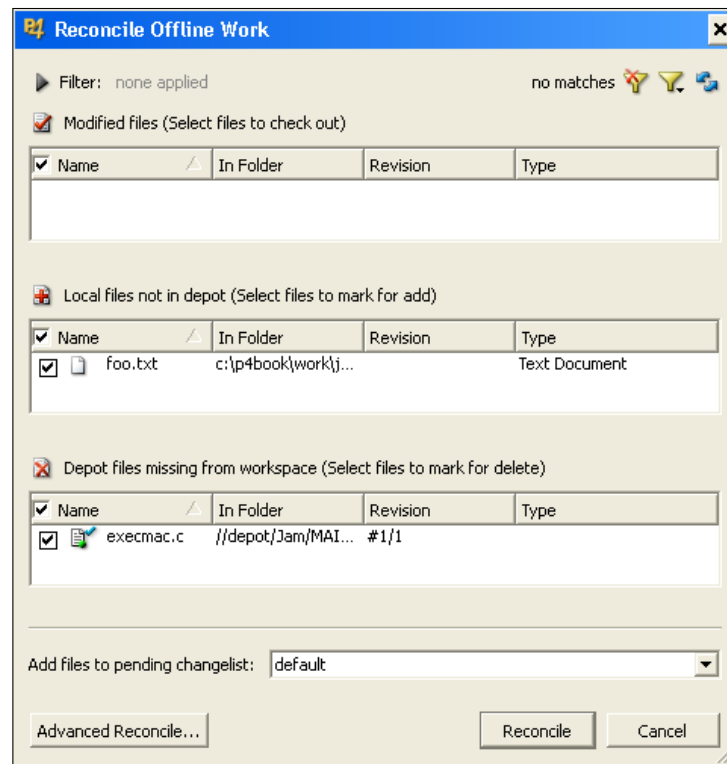 P4 Reconcile Offline Work
Filter: none applied no matches
Modified files (Select files to check out)
Name In Folder Revision Type
Local files not in depot (Select files to mark for add)
Name In Folder Revision Type
foo.txt c:\p4book\work\j... Text Document
Depot files missing from workspace (Select files to mark for delete)
Name In Folder Revision Type
execmac.c //depot/Jam/MAI... #1/1
Add files to pending changelist: default
Advanced Reconcile... Reconcile Cancel